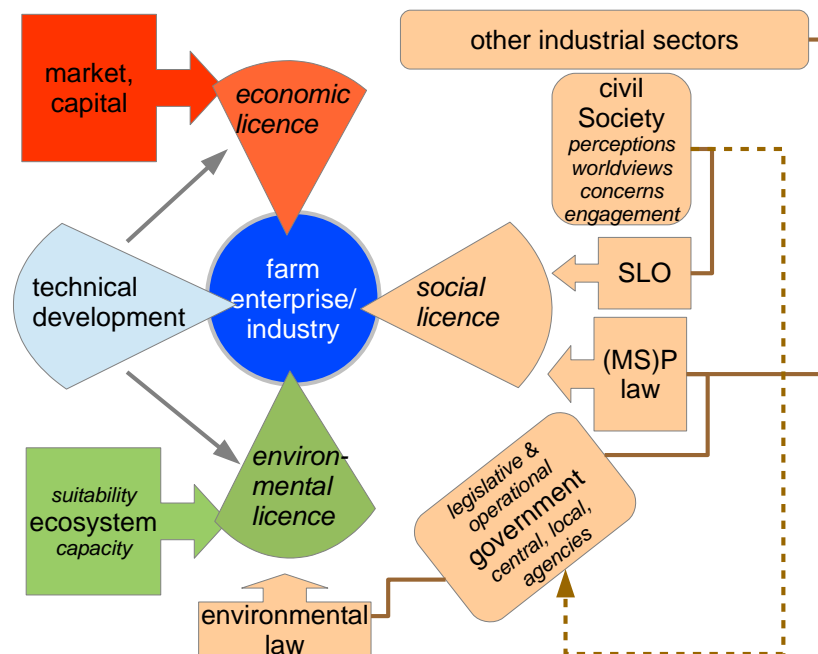 other industrial sectors
market,
capital
economic
licence
civil
Society
perceptions
worldviews
concerns
engagement
technical
development
farm
enterprise/
industry
social
licence
SLO
(MS)P
law
suitability
ecosystem
capacity
environ-
mental
licence
legislative &
operational
government
central, local,
agencies
environmental
law